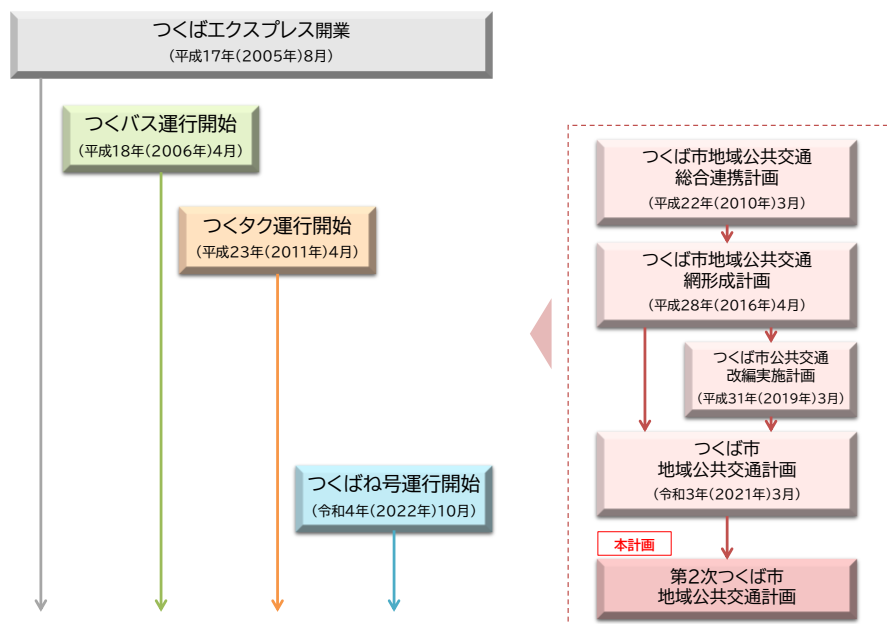 つくばエクスプレス開業
(平成17年(2005年)8月)
つくバス運行開始
(平成18年(2006年)4月)
つくタク運行開始
(平成23年(2011年)4月)
つくばね号運行開始
(令和4年(2022年)10月)
つくば市地域公共交通
総合連携計画
(平成22年(2010年)3月)
つくば市地域公共交通
網形成計画
(平成28年(2016年)4月)
つくば市公共交通
改編実施計画
(平成31年(2019年)3月)
つくば市
地域公共交通計画
(令和3年(2021年)3月)
本計画
第2次つくば市
地域公共交通計画